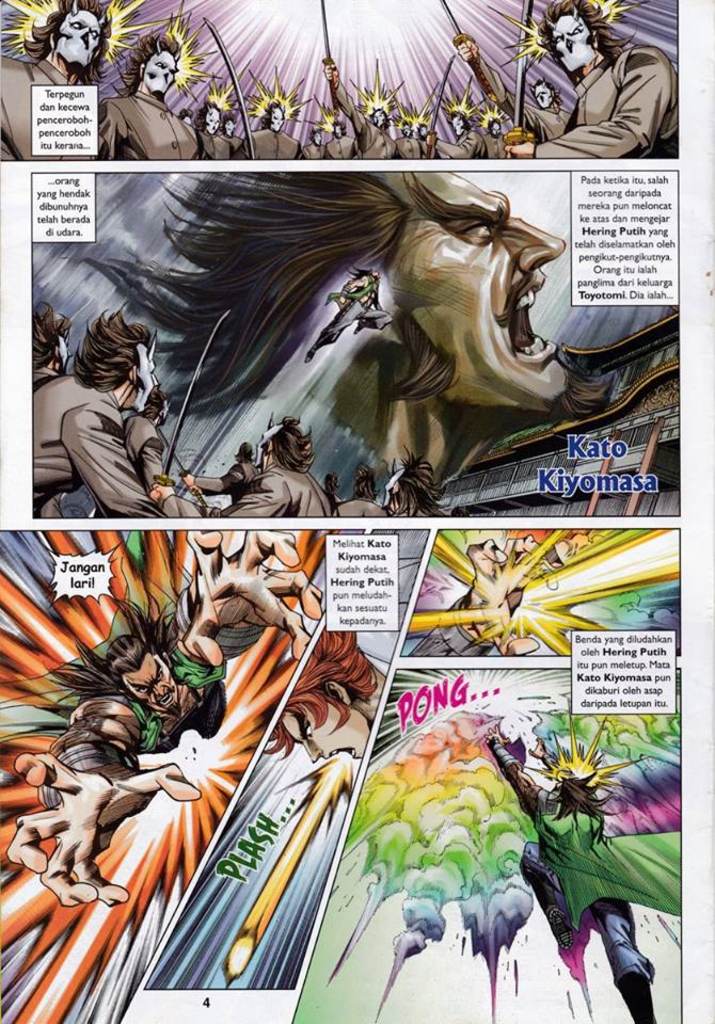 Terpegun
dan kecewa
penceroboh-
penceroboh
itu kerana...
...orang
yang hendak
dibunuhnya
telah berada
di udara.
Pada ketika itu, salah
seorang daripada
mereka pun meloncat
ke atas dan mengejar
Hering Putih yang
telah diselamatkan oleh
pengikut-pengikutnya.
Orang itu ialah
panglima dari keluarga
Toyotomi. Dia ialah...
Kato
Kiyomasa
Jangan
lari!
Melihat Kato
Kiyomasa
sudah dekat,
Hering Putih
pun meludah-
kan sesuatu
kepadanya.
PLASH...
Benda yang diludahkan
oleh Hering Putih
itu pun meletup. Mata
Kato Kiyomasa pun
dikaburi oleh asap
daripada letupan itu.
PONG...
4